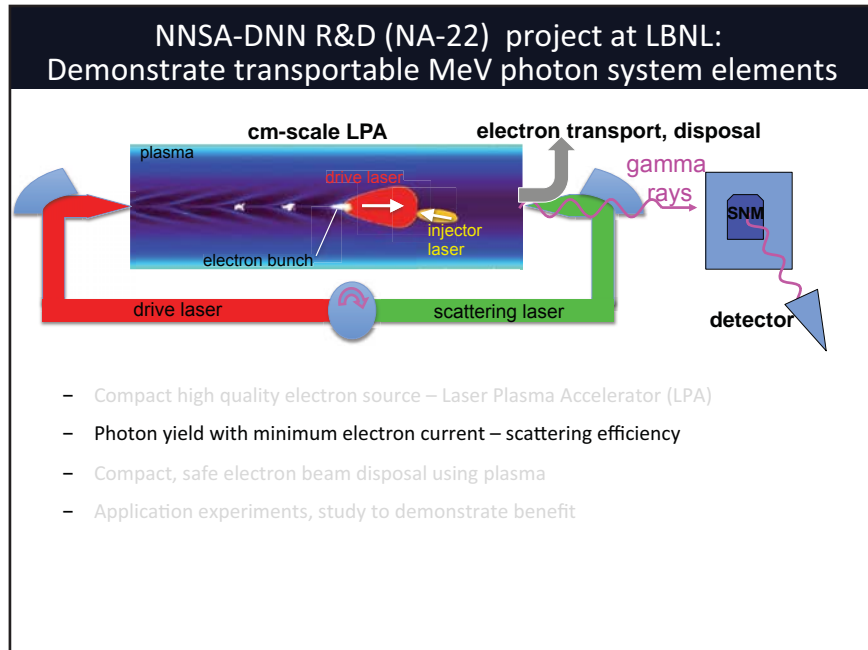 NNSA-DNN R&D (NA-22) project at LBNL:
Demonstrate transportable MeV photon system elements
cm-scale LPA
electron transport, disposal
plasma
drive laser
gamma
rays
SNM
injector
laser
electron bunch
drive laser
scattering laser
detector
– Compact high quality electron source – Laser Plasma Accelerator (LPA)
– Photon yield with minimum electron current – scattering efficiency
– Compact, safe electron beam disposal using plasma
– Application experiments, study to demonstrate benefit